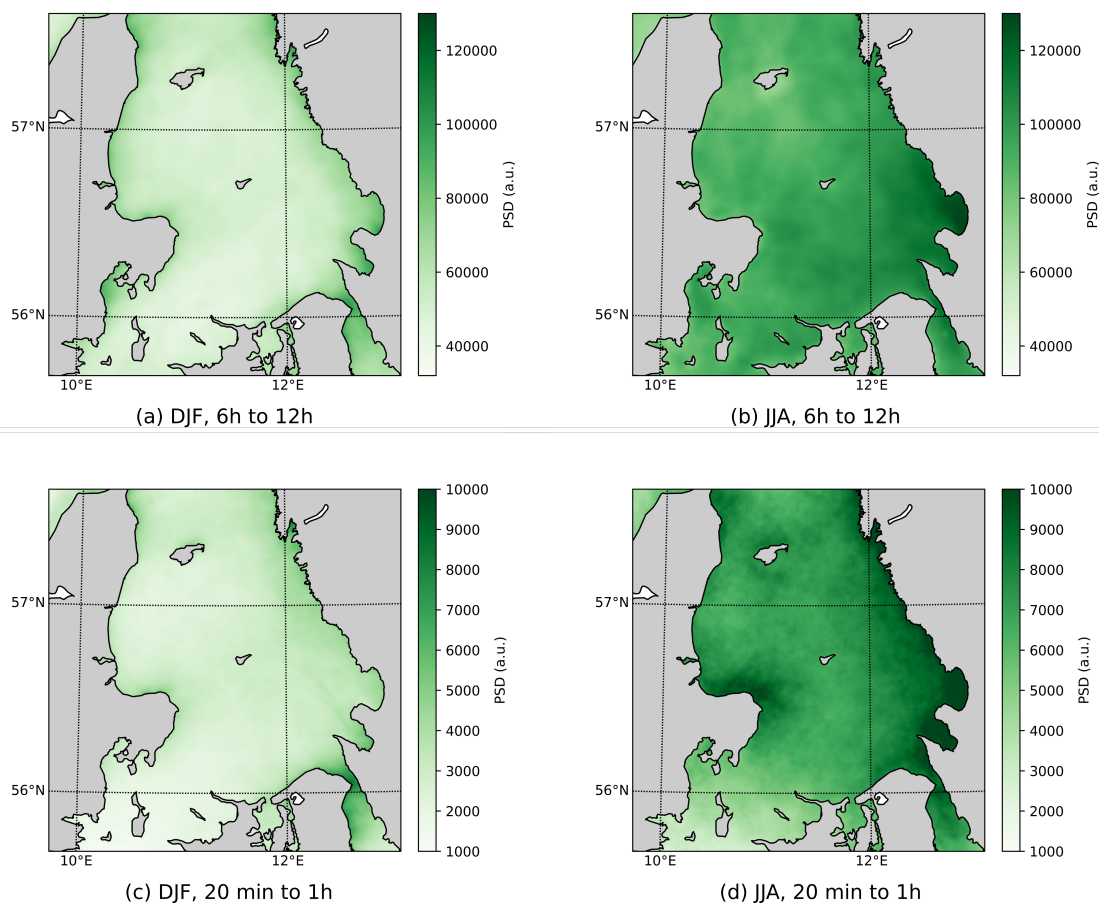 120000
100000
80000
60000
40000
PSD (a.u.)
57°N
56°N
10°E
12°E
(a) DJF, 6h to 12h
120000
100000
80000
60000
40000
PSD (a.u.)
57°N
56°N
10°E
12°E
(b) JJA, 6h to 12h
10000
9000
8000
7000
6000
5000
4000
3000
2000
1000
PSD (a.u.)
57°N
56°N
10°E
12°E
(c) DJF, 20 min to 1h
10000
9000
8000
7000
6000
5000
4000
3000
2000
1000
PSD (a.u.)
57°N
56°N
10°E
12°E
(d) JJA, 20 min to 1h